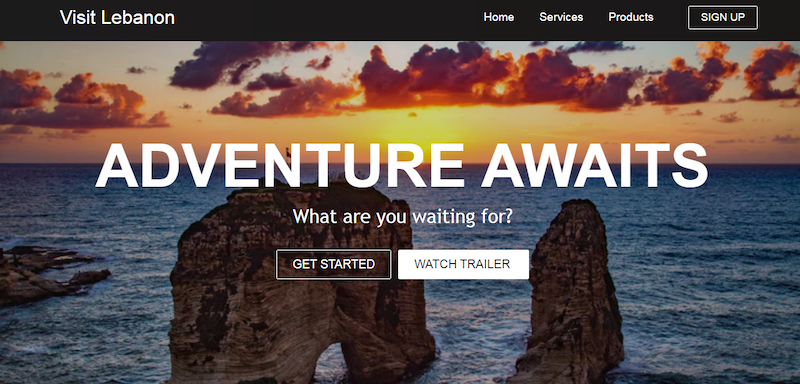 Visit Lebanon
Home Services Products SIGN UP
ADVENTURE AWAITS
What are you waiting for?
GET STARTED WATCH TRAILER